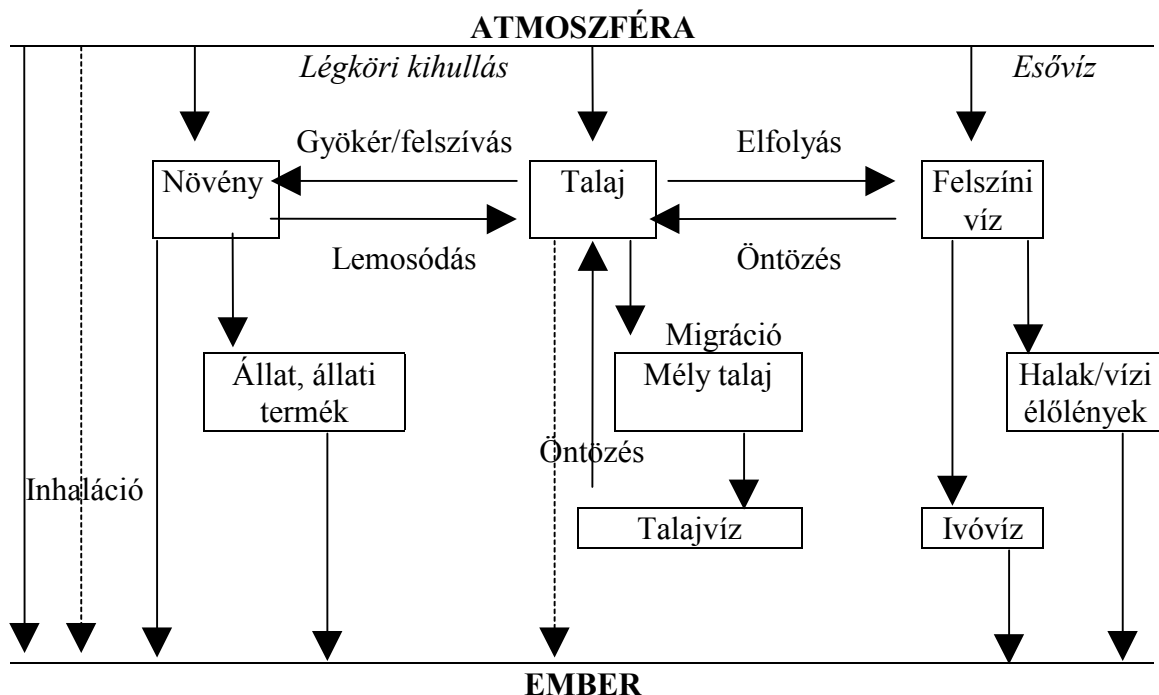 ATMOSZFÉRA
Légköri kihullás
Esővíz
Gyökér/felszívás
Elfolyás
Növény
Talaj
Felszíni
víz
Lemosódás
Öntözés
Migráció
Állat, állati
termék
Mély talaj
Halak/vízi
élőlények
Öntözés
Inhaláció
Talajvíz
Ivóvíz
EMBER